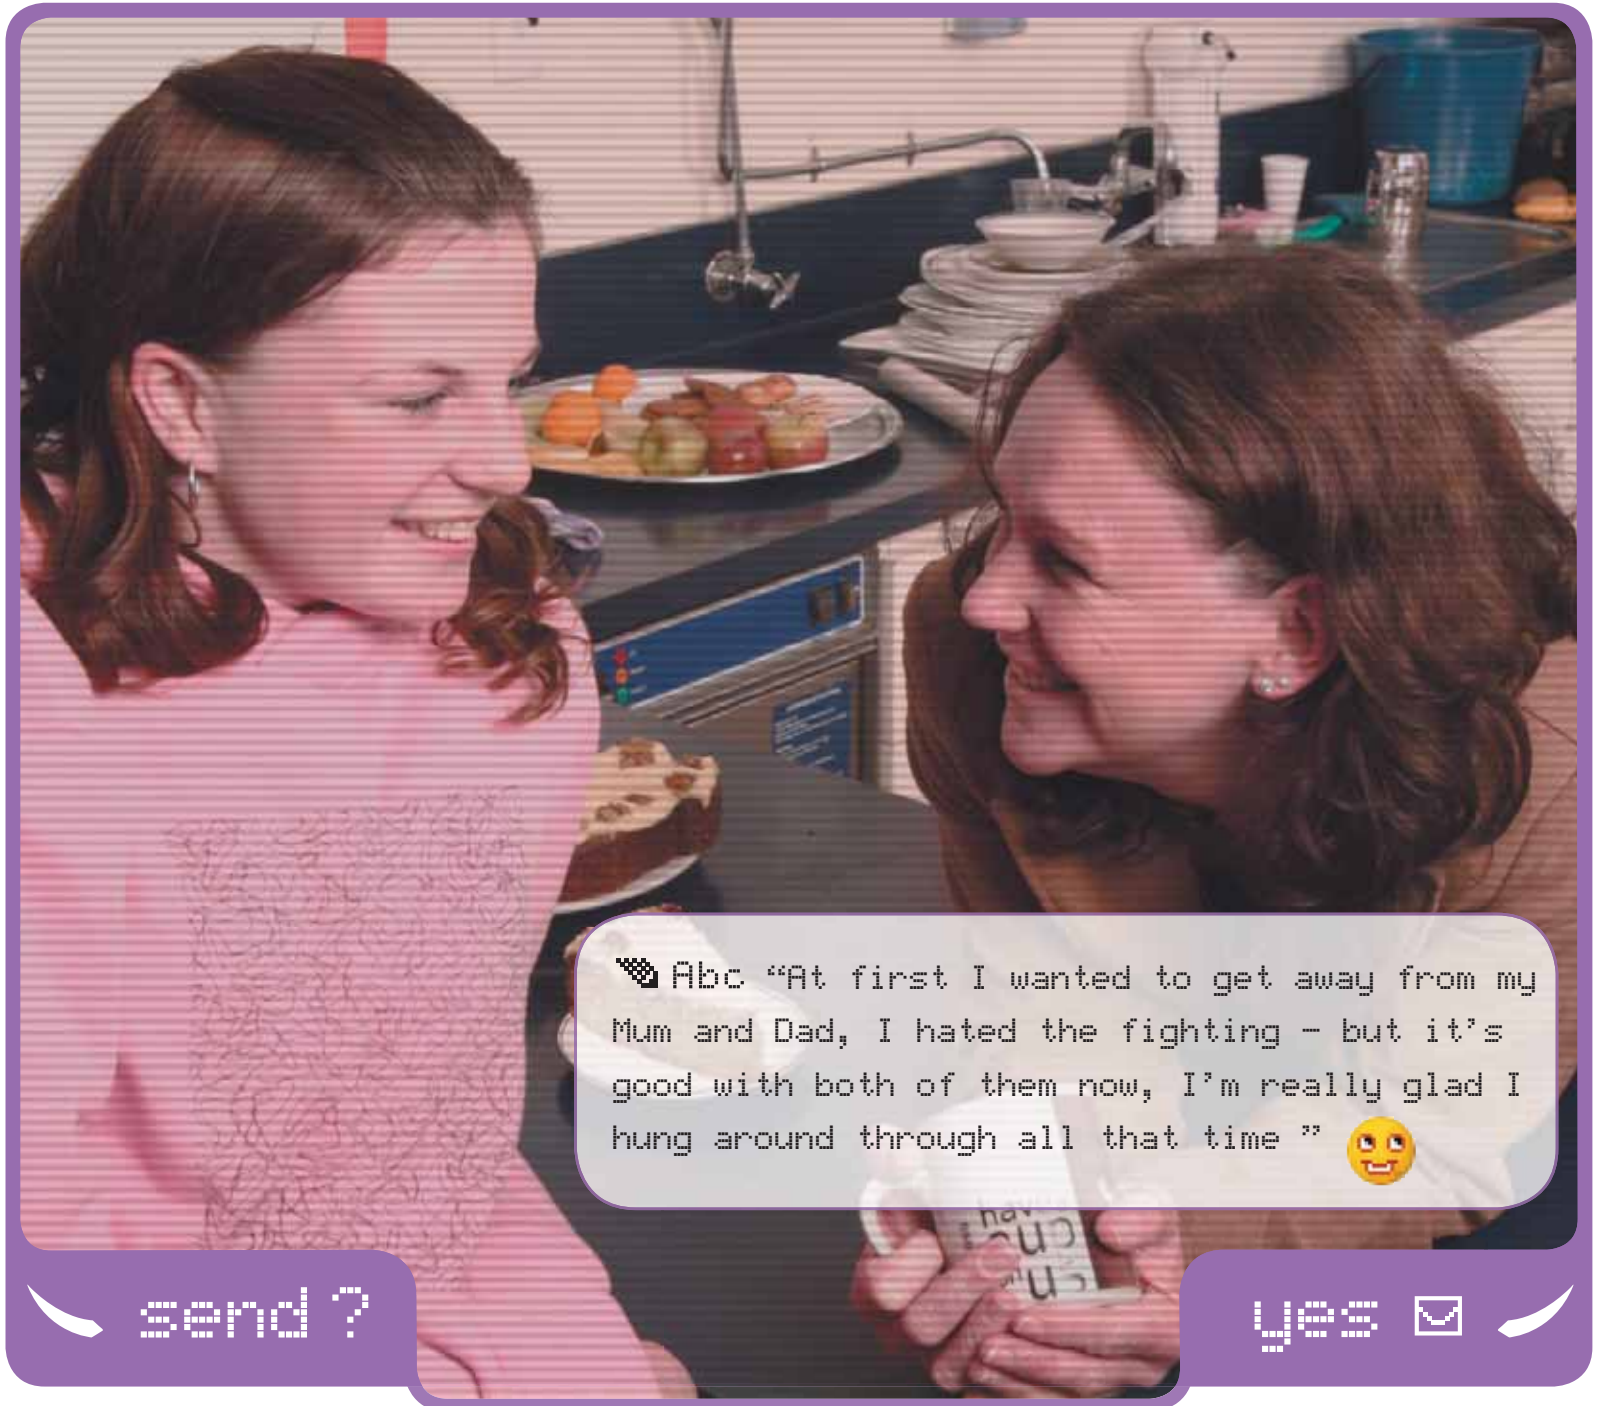 Abc “At first I wanted to get away from my
Mum and Dad, I hated the fighting – but it’s
good with both of them now, I’m really glad I
hung around through all that time ”
send ?
yes